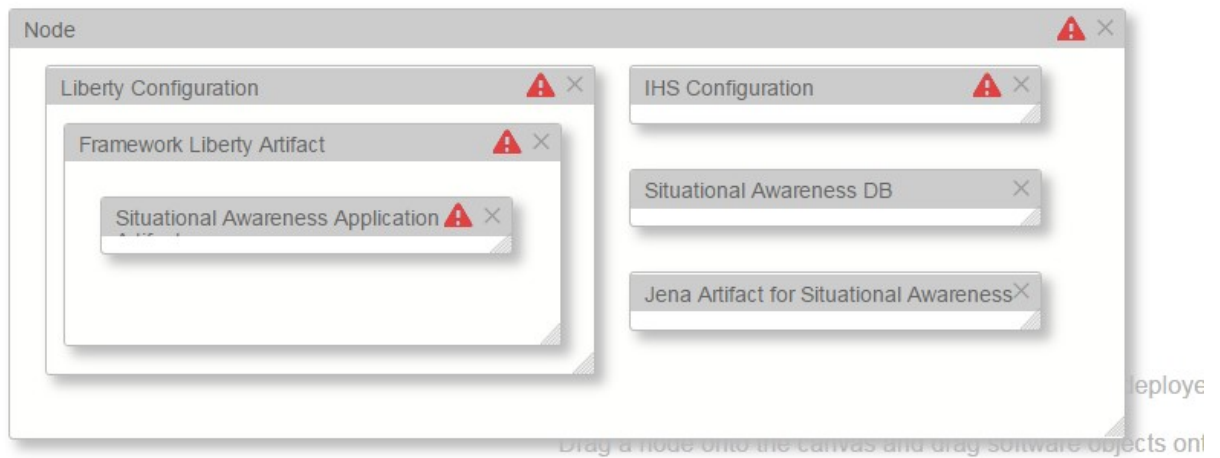 Node
Liberty Configuration
IHS Configuration
Framework Liberty Artifact
Situational Awareness Application
Situational Awareness DB
Jena Artifact for Situational Awareness
Drag a node onto the canvas and drag software objects